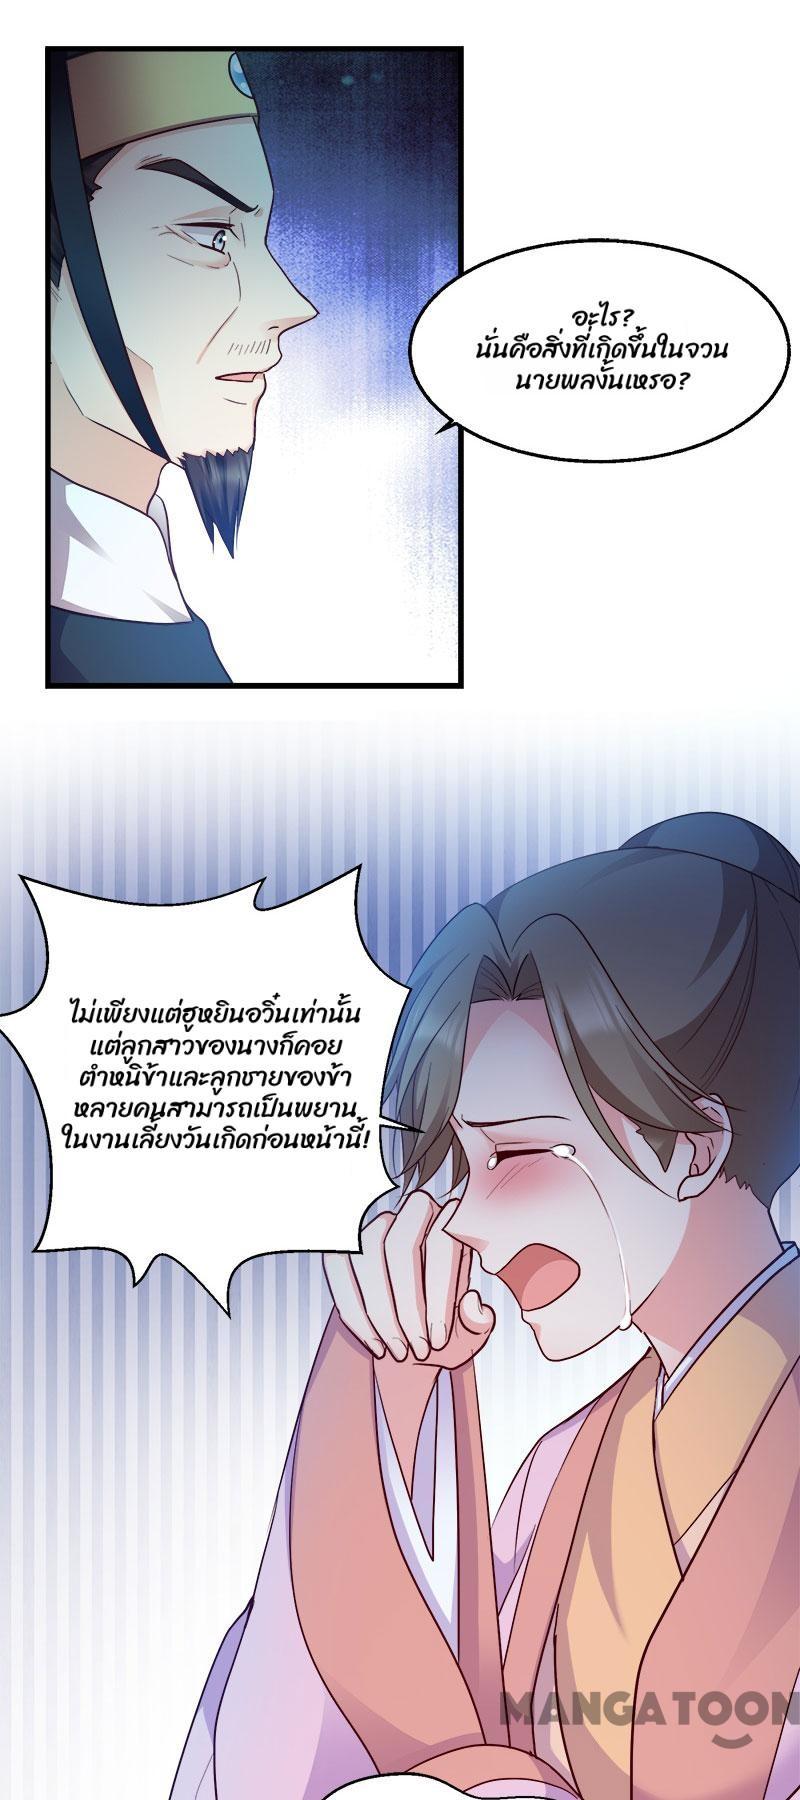 อะไร?
นั่นคือสิ่งที่เกิดขึ้นในจวน
นายพลงั้นเหรอ?
ไม่เพียงแต่ฮูหยินอวิ๋นเท่านั้น
แต่ลูกสาวของนางก็คอย
ตำหนิข้าและลูกชายของข้า
หลายคนสามารถเป็นพยาน
ในงานเลี้ยงวันเกิดก่อนหน้านี้!
MANGATOON